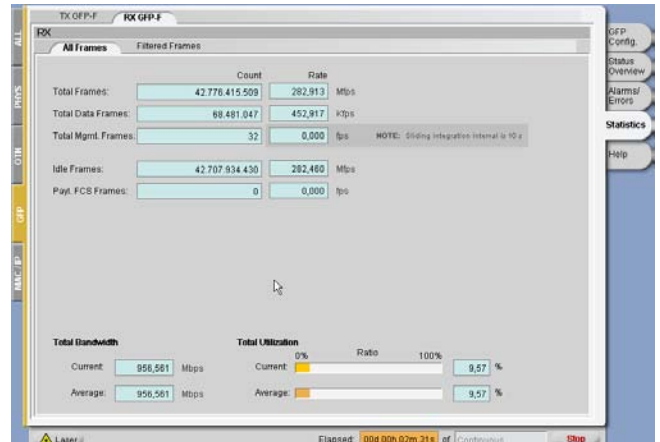 TX GFP-F RX GFP-F
RX
All Frames Filtered Frames
Count Rate
Total Frames: 42.776.415.509 282,913 Mfps
Total Data Frames: 68.481.047 452,917 kfps
Total Mgmt. Frames: 32 0,000 fps NOTE: Sliding integration interval is 10 s
Idle Frames: 42.707.934.430 282,460 Mfps
Payl. FCS Frames: 0 0,000 fps
Total Bandwidth Total Utilization
0% Ratio 100%
Current: 956,561 Mbps Current: 9,57 %
Average: 956,561 Mbps Average: 9,57 %
Laser
Elapsed: 00d 00h 02m 31s of Continuous Stop
ALL
PHYS
OTN
GFP
MAC / IP
GFP
Config.
Status
Overview
Alarms/
Errors
Statistics
Help